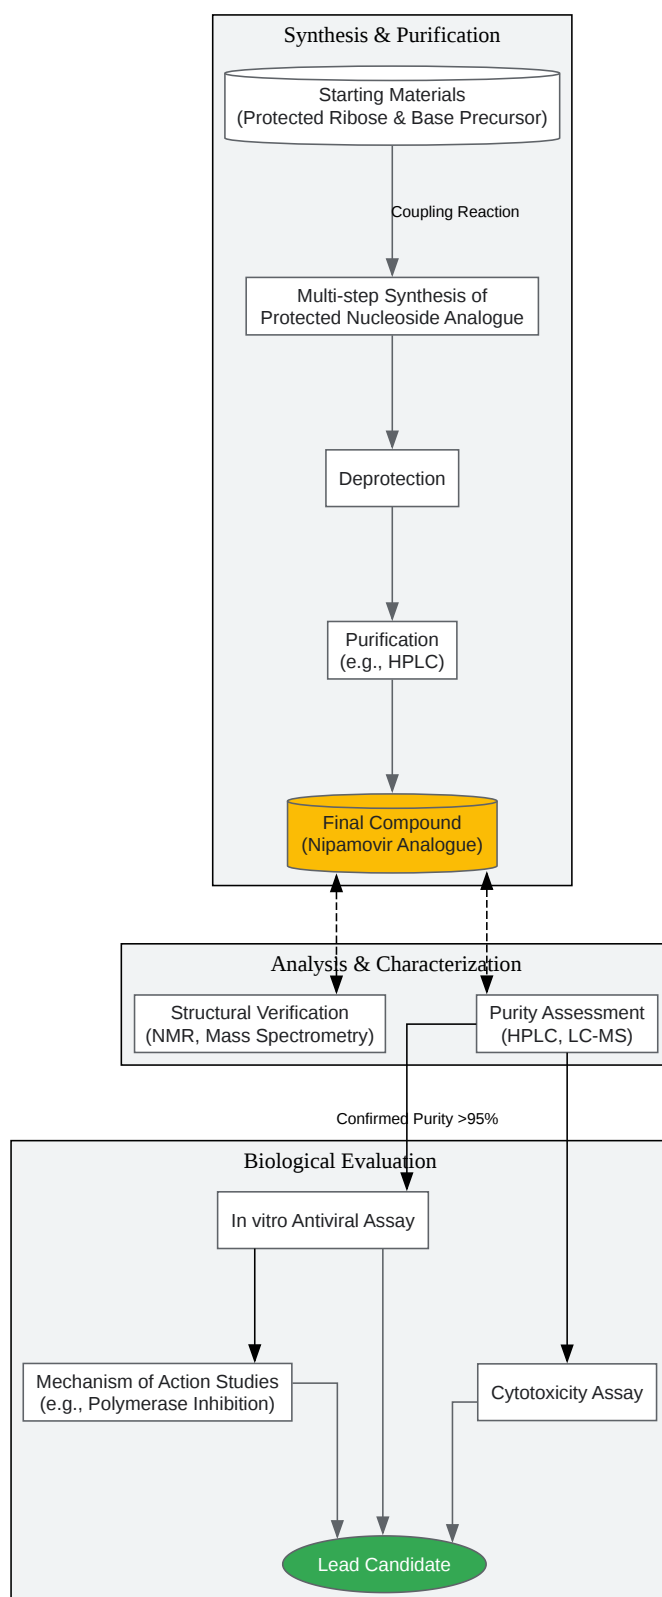 Synthesis & Purification
Starting Materials
(Protected Ribose & Base Precursor)
Coupling Reaction
Multi-step Synthesis of
Protected Nucleoside Analogue
Deprotection
Purification
(e.g., HPLC)
Final Compound
(Nipamovir Analogue)
Analysis & Characterization
Structural Verification
(NMR, Mass Spectrometry)
Purity Assessment
(HPLC, LC-MS)
Confirmed Purity >95%
Biological Evaluation
In vitro Antiviral Assay
Mechanism of Action Studies
(e.g., Polymerase Inhibition)
Cytotoxicity Assay
Lead Candidate